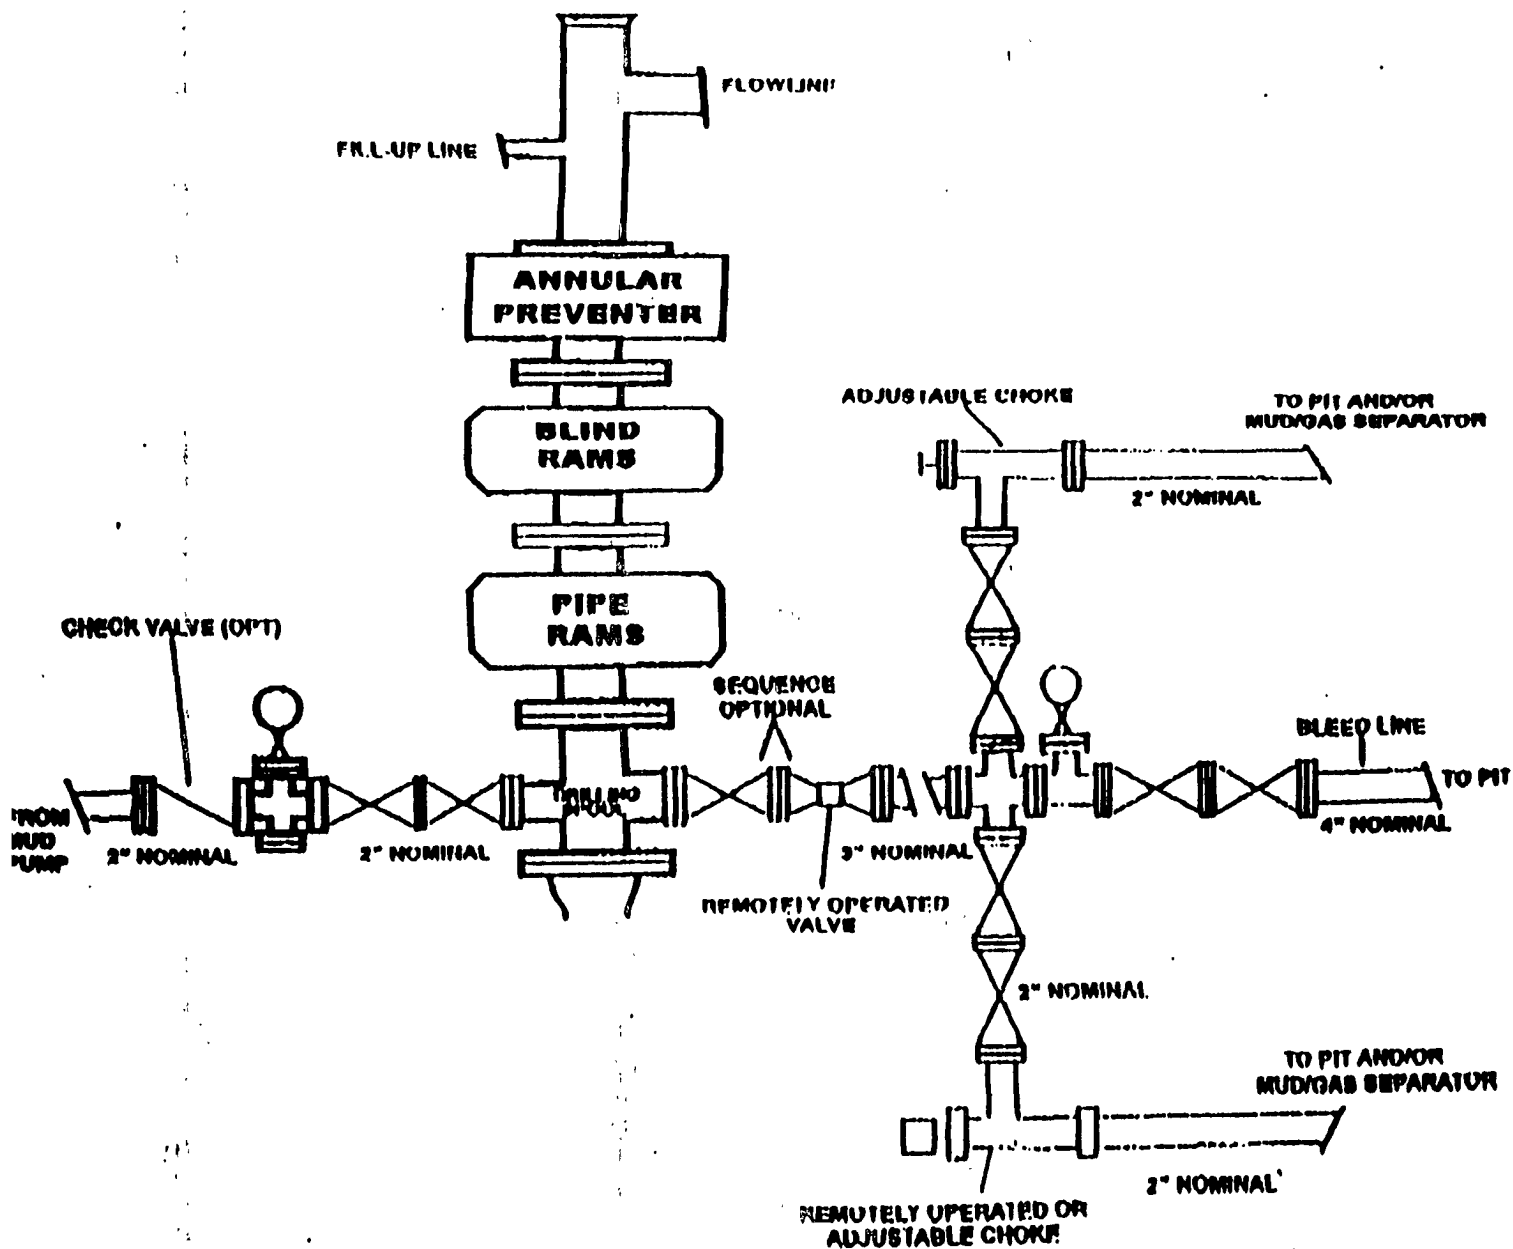 FLOWLINE
FILL-UP LINE
ANNULAR
PREVENTER
BLIND
RAMS
ADJUSTABLE CHOKE
TO PIT AND/OR
MUD/GAS SEPARATOR
2" NOMINAL
PIPE
RAMS
CHECK VALVE (OPT)
SEQUENCE
OPTIONAL
BLEED LINE
TO PIT
4" NOMINAL
FROM
MUD
PUMP
2" NOMINAL
2" NOMINAL
DRILLING
SPOOL
3" NOMINAL
REMOTELY OPERATED
VALVE
2" NOMINAL
TO PIT AND/OR
MUD/GAS SEPARATOR
2" NOMINAL
REMOTELY OPERATED OR
ADJUSTABLE CHOKE